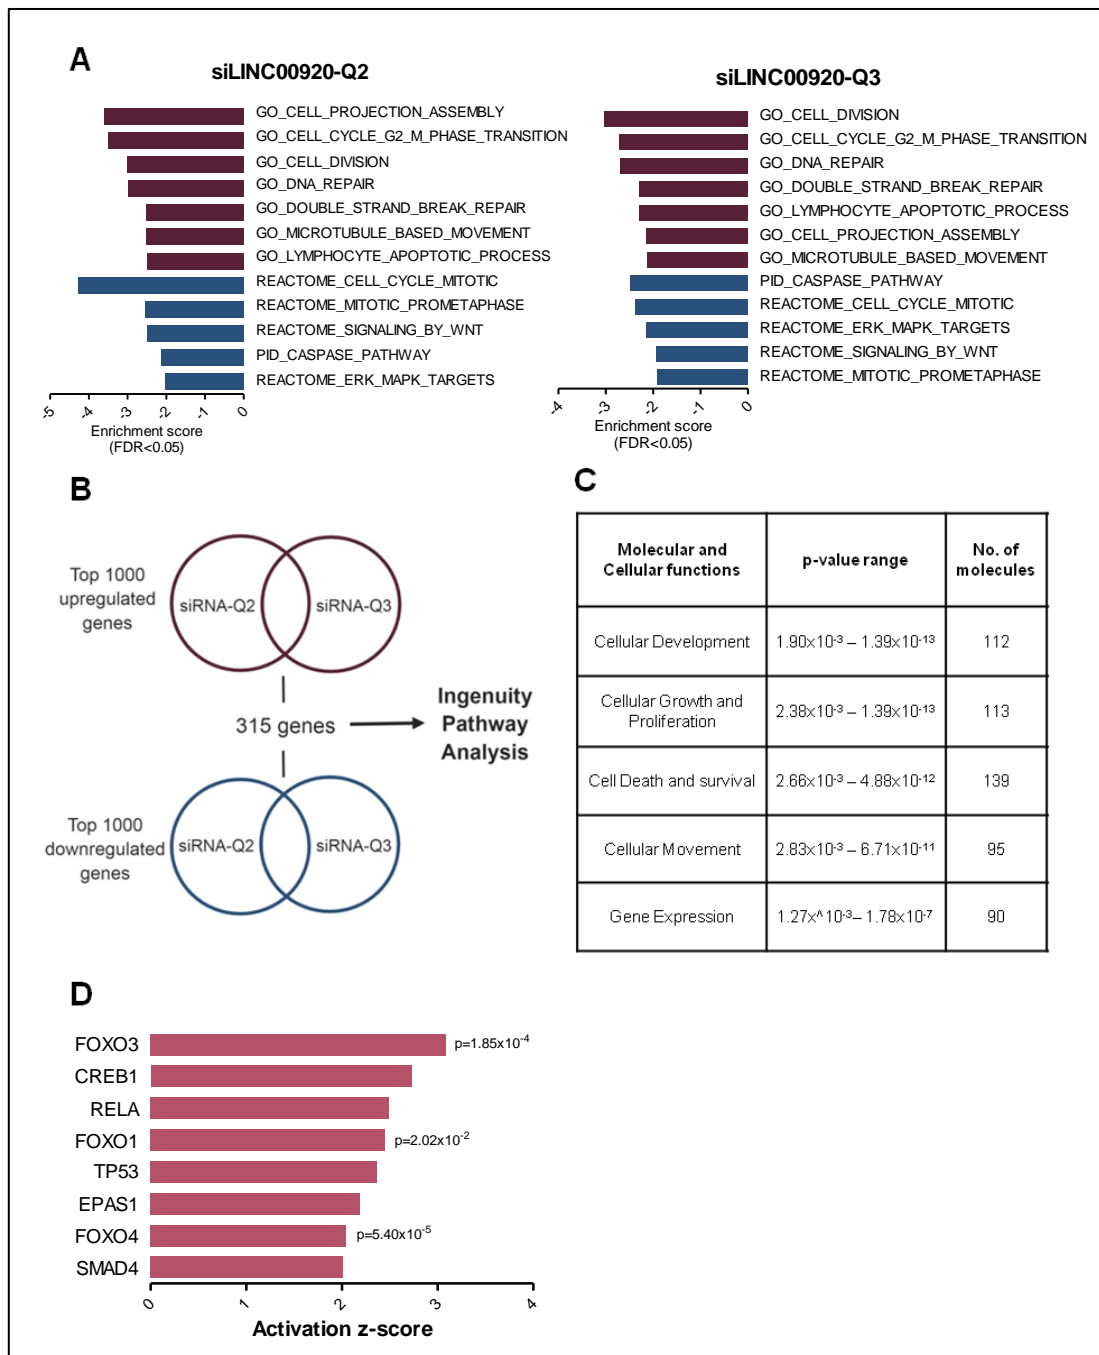 A
siLINC00920-Q2
GO_CELL_PROJECTION_ASSEMBLY
GO_CELL_CYCLE_G2_M_PHASE_TRANSITION
GO_CELL_DIVISION
GO_DNA_REPAIR
GO_DOUBLE_STRAND_BREAK_REPAIR
GO_MICROTUBULE_BASED_MOVEMENT
GO_LYMPHOCYTE_APOPTOTIC_PROCESS
REACTOME_CELL_CYCLE_MITOTIC
REACTOME_MITOTIC_PROMETAPHASE
REACTOME_SIGNALING_BY_WNT
PID_CASPASE_PATHWAY
REACTOME_ERK_MAPK_TARGETS
-5 -4 -3 -2 -1 0
Enrichment score
(FDR<0.05)
siLINC00920-Q3
GO_CELL_DIVISION
GO_CELL_CYCLE_G2_M_PHASE_TRANSITION
GO_DNA_REPAIR
GO_DOUBLE_STRAND_BREAK_REPAIR
GO_LYMPHOCYTE_APOPTOTIC_PROCESS
GO_CELL_PROJECTION_ASSEMBLY
GO_MICROTUBULE_BASED_MOVEMENT
PID_CASPASE_PATHWAY
REACTOME_CELL_CYCLE_MITOTIC
REACTOME_ERK_MAPK_TARGETS
REACTOME_SIGNALING_BY_WNT
REACTOME_MITOTIC_PROMETAPHASE
-4 -3 -2 -1 0
Enrichment score
(FDR<0.05)
B
Top 1000
upregulated
genes
siRNA-Q2 siRNA-Q3
315 genes
Ingenuity
Pathway
Analysis
Top 1000
downregulated
genes
siRNA-Q2 siRNA-Q3
C
Molecular and
Cellular functions
p-value range
No. of
molecules
Cellular Development 1.90x10⁻³ – 1.39x10⁻¹³ 112
Cellular Growth and
Proliferation
2.38x10⁻³ – 1.39x10⁻¹³ 113
Cell Death and survival 2.66x10⁻³ – 4.88x10⁻¹² 139
Cellular Movement 2.83x10⁻³ – 6.71x10⁻¹¹ 95
Gene Expression 1.27x^10⁻³– 1.78x10⁻⁷ 90
D
FOXO3 p=1.85x10⁻⁴
CREB1
RELA
FOXO1 p=2.02x10⁻²
TP53
EPAS1
FOXO4 p=5.40x10⁻⁵
SMAD4
0 1 2 3 4
Activation z-score